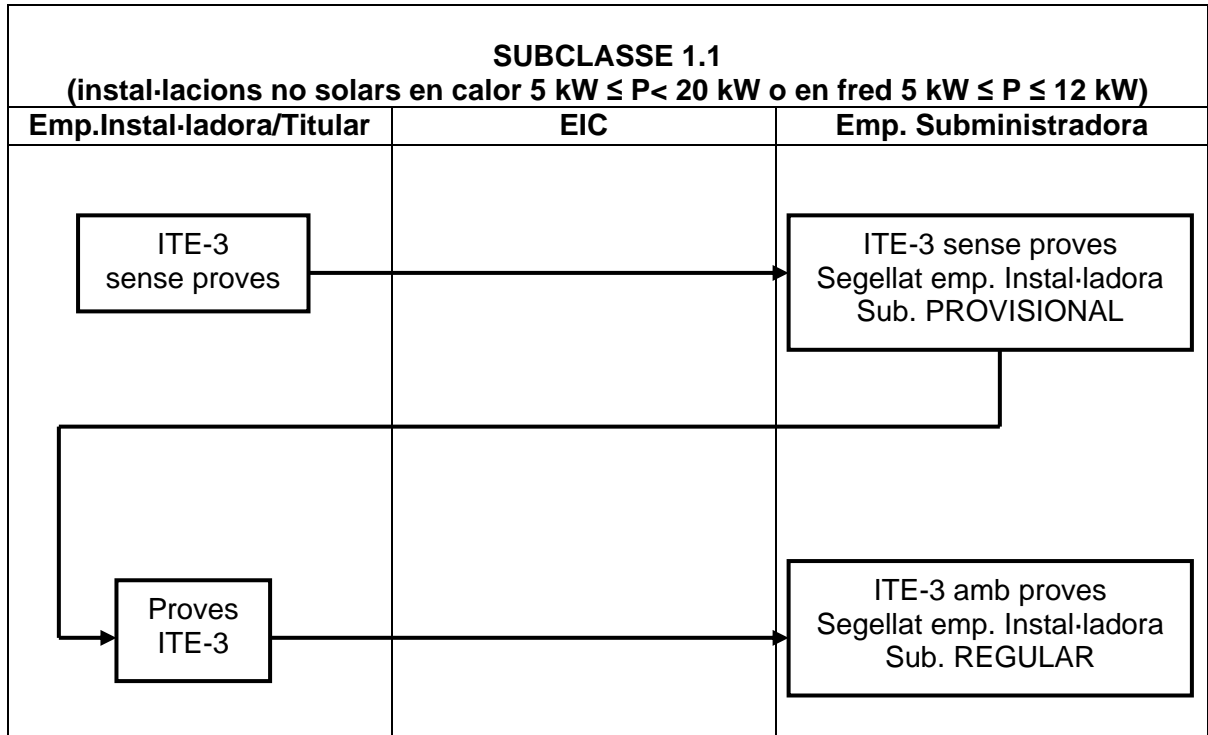 SUBCLASSE 1.1
(instal·lacions no solars en calor 5 kW ≤ P< 20 kW o en fred 5 kW ≤ P ≤ 12 kW)
Emp.Instal·ladora/Titular
EIC
Emp. Subministradora
ITE-3
sense proves
ITE-3 sense proves
Segellat emp. Instal·ladora
Sub. PROVISIONAL
Proves
ITE-3
ITE-3 amb proves
Segellat emp. Instal·ladora
Sub. REGULAR